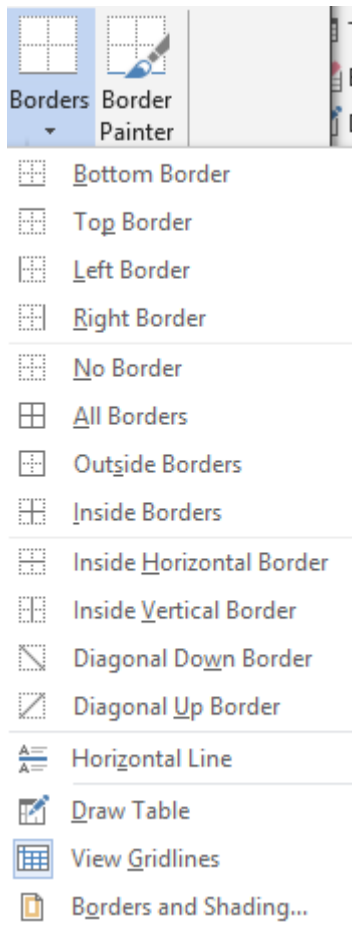 Borders Border
Painter
Bottom Border
Top Border
Left Border
Right Border
No Border
All Borders
Outside Borders
Inside Borders
Inside Horizontal Border
Inside Vertical Border
Diagonal Down Border
Diagonal Up Border
Horizontal Line
Draw Table
View Gridlines
Borders and Shading...